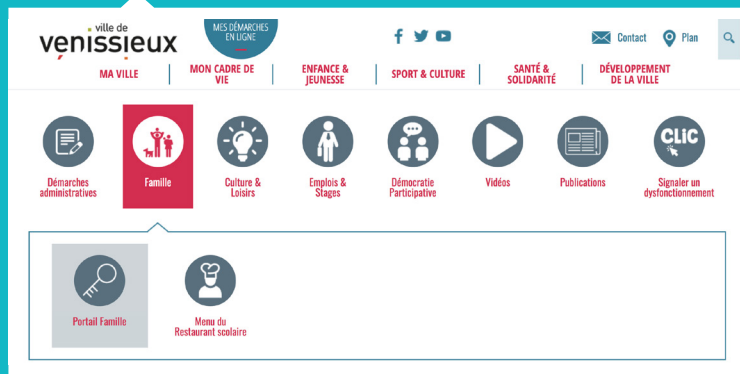 ville de
vénissieux
MES DÉMARCHES
EN LIGNE
Contact
Plan
MA VILLE
MON CADRE DE
VIE
ENFANCE &
JEUNESSE
SPORT & CULTURE
SANTÉ &
SOLIDARITÉ
DÉVELOPPEMENT
DE LA VILLE
CLiC
Démarches
administratives
Famille
Culture &
Loisirs
Emplois &
Stages
Démocratie
Participative
Vidéos
Publications
Signaler un
dysfonctionnement
Portail Famille
Menu du
Restaurant scolaire